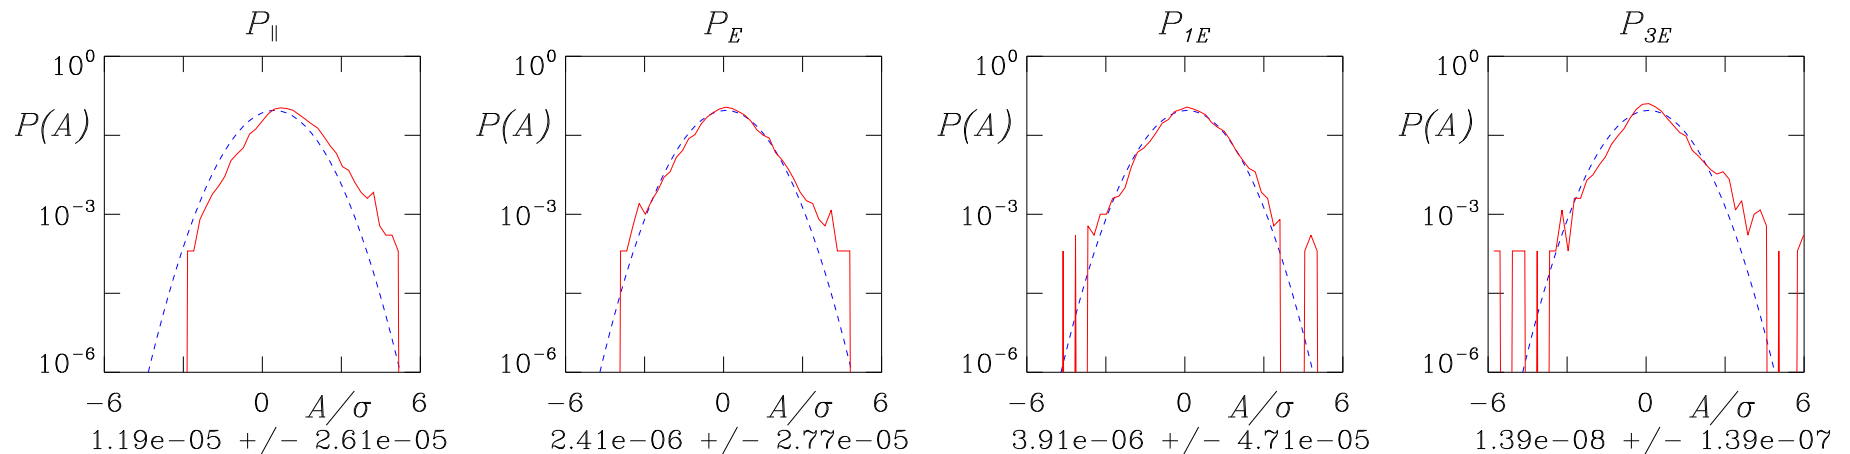 P∥ P_E P_1E P_3E
10^0 10^0 10^0 10^0
P(A) P(A) P(A) P(A)
10^−3 10^−3 10^−3 10^−3
10^−6 10^−6 10^−6 10^−6
−6 0 A/σ 6 −6 0 A/σ 6 −6 0 A/σ 6 −6 0 A/σ 6
1.19e−05 +/− 2.61e−05 2.41e−06 +/− 2.77e−05 3.91e−06 +/− 4.71e−05 1.39e−08 +/− 1.39e−07